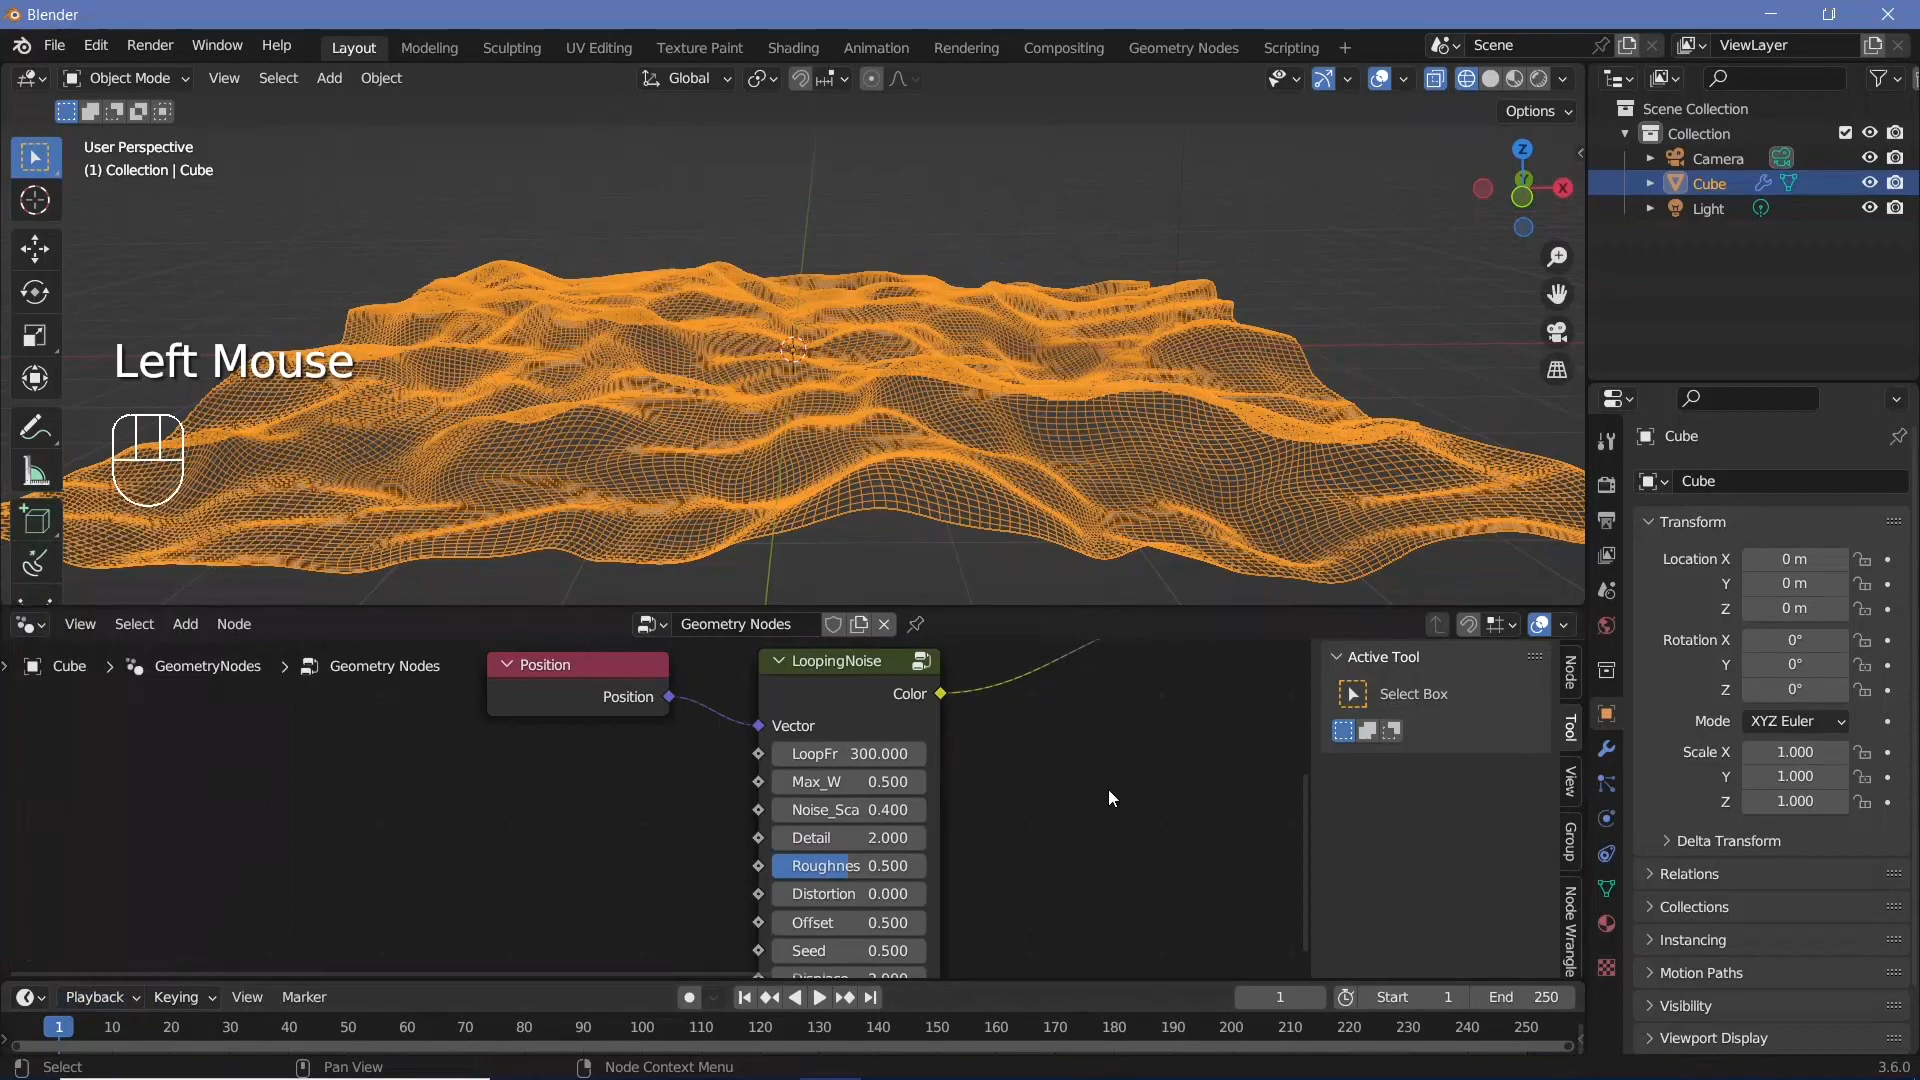 Blender
File Edit Render Window Help Layout Modeling Sculpting UV Editing Texture Paint Shading Animation Rendering Compositing Geometry Nodes Scripting + Scene ViewLayer
Object Mode View Select Add Object Global
Options
User Perspective
(1) Collection | Cube
Z
X
Left Mouse
Scene Collection
Collection
Camera
Cube
Light
Cube
Cube
Transform
Location X 0 m
Y 0 m
Z 0 m
Rotation X 0°
Y 0°
Z 0°
Mode XYZ Euler
Scale X 1.000
Y 1.000
Z 1.000
Delta Transform
Relations
Collections
Instancing
Motion Paths
Visibility
Viewport Display
View Select Add Node Geometry Nodes
Cube > GeometryNodes > Geometry Nodes
Position
Position
LoopingNoise
Color
Vector
LoopFr 300.000
Max_W 0.500
Noise_Sca 0.400
Detail 2.000
Roughnes 0.500
Distortion 0.000
Offset 0.500
Seed 0.500
Active Tool
Select Box
Node
Tool
View
Group
Node Wrangle
Playback Keying View Marker 1 Start 1 End 250
1 10 20 30 40 50 60 70 80 90 100 110 120 130 140 150 160 170 180 190 200 210 220 230 240 250
Select Pan View Node Context Menu 3.6.0